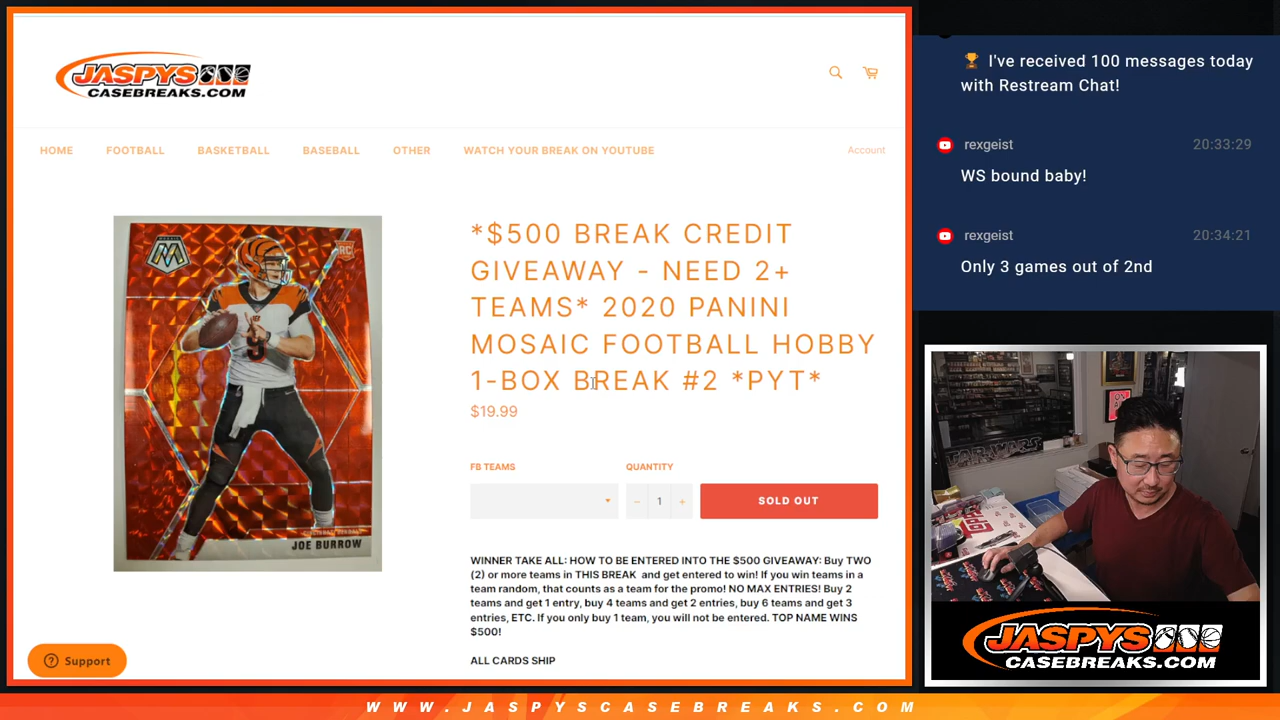 JASPYS
CASEBREAKS.COM
HOME FOOTBALL BASKETBALL BASEBALL OTHER WATCH YOUR BREAK ON YOUTUBE Account
RC
9
CINCINNATI BENGALS
JOE BURROW
*$500 BREAK CREDIT
GIVEAWAY - NEED 2+
TEAMS* 2020 PANINI
MOSAIC FOOTBALL HOBBY
1-BOX BREAK #2 *PYT*
$19.99
FB TEAMS QUANTITY
− 1 + SOLD OUT
WINNER TAKE ALL: HOW TO BE ENTERED INTO THE $500 GIVEAWAY: Buy TWO
(2) or more teams in THIS BREAK and get entered to win! If you win teams in a
team random, that counts as a team for the promo! NO MAX ENTRIES! Buy 2
teams and get 1 entry, buy 4 teams and get 2 entries, buy 6 teams and get 3
entries, ETC. If you only buy 1 team, you will not be entered. TOP NAME WINS
$500!
ALL CARDS SHIP
Support
🏆 I've received 100 messages today
with Restream Chat!
rexgeist 20:33:29
WS bound baby!
rexgeist 20:34:21
Only 3 games out of 2nd
JASPYS
CASEBREAKS.COM
WWW.JASPYSCASEBREAKS.COM